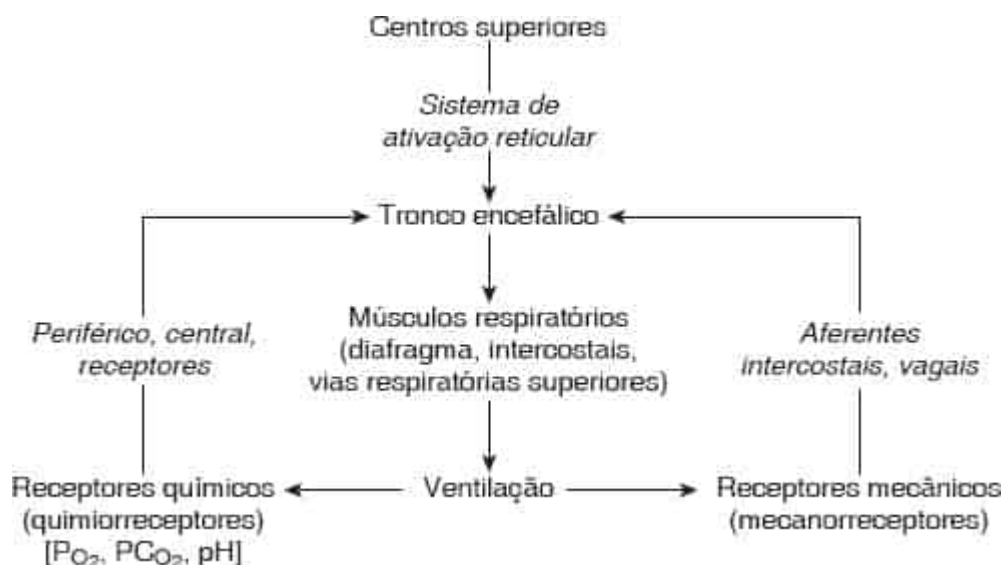 Centros superiores
Sistema de
ativação reticular
Tronco encefálico
Periférico, central,
receptores
Músculos respiratórios
(diafragma, intercostais,
vias respiratórias superiores)
Aferentes
intercostais, vagais
Receptores químicos
(quimiorreceptores)
[PO2, PCO2, pH]
Ventilação
Receptores mecânicos
(mecanorreceptores)